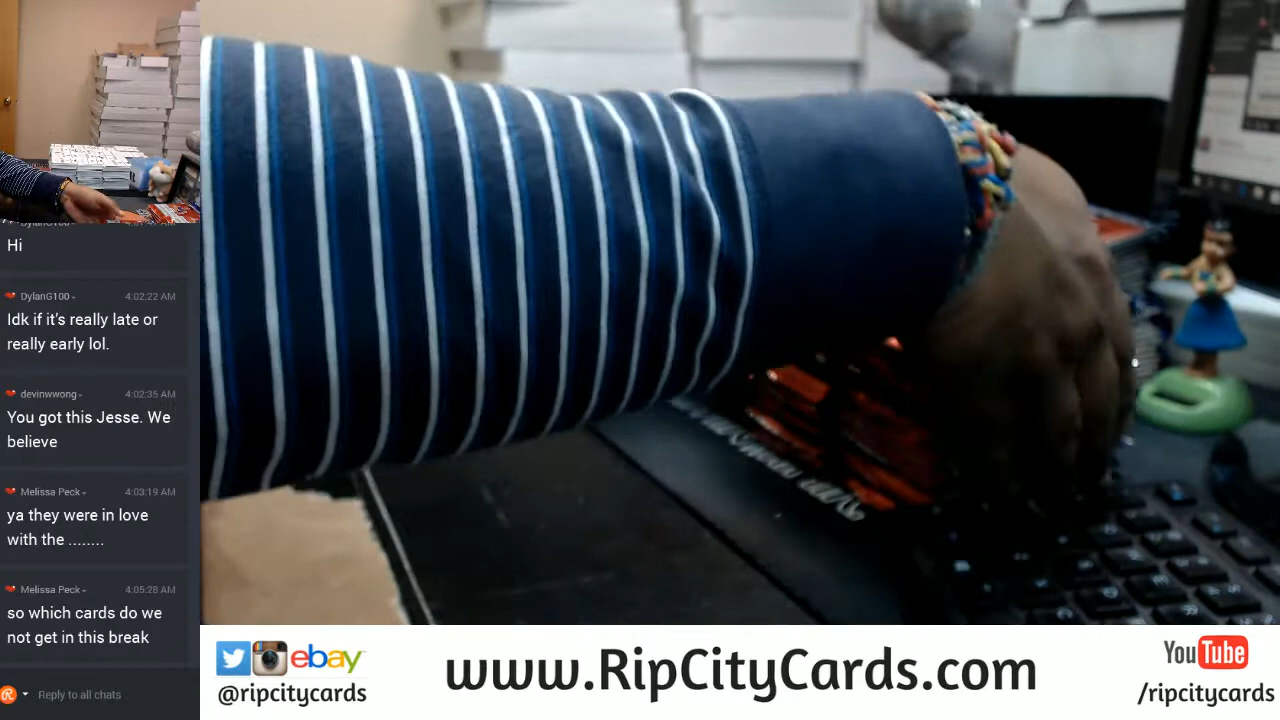 Hi
DylanG100
4:02:22 AM
Idk if it's really late or
really early lol.
devinwwong
4:02:35 AM
You got this Jesse. We
believe
Melissa Peck
4:03:19 AM
ya they were in love
with the ........
Melissa Peck
4:05:28 AM
so which cards do we
not get in this break
Reply to all chats
ebay
@ripcitycards
www.RipCityCards.com
YouTube
/ripcitycards